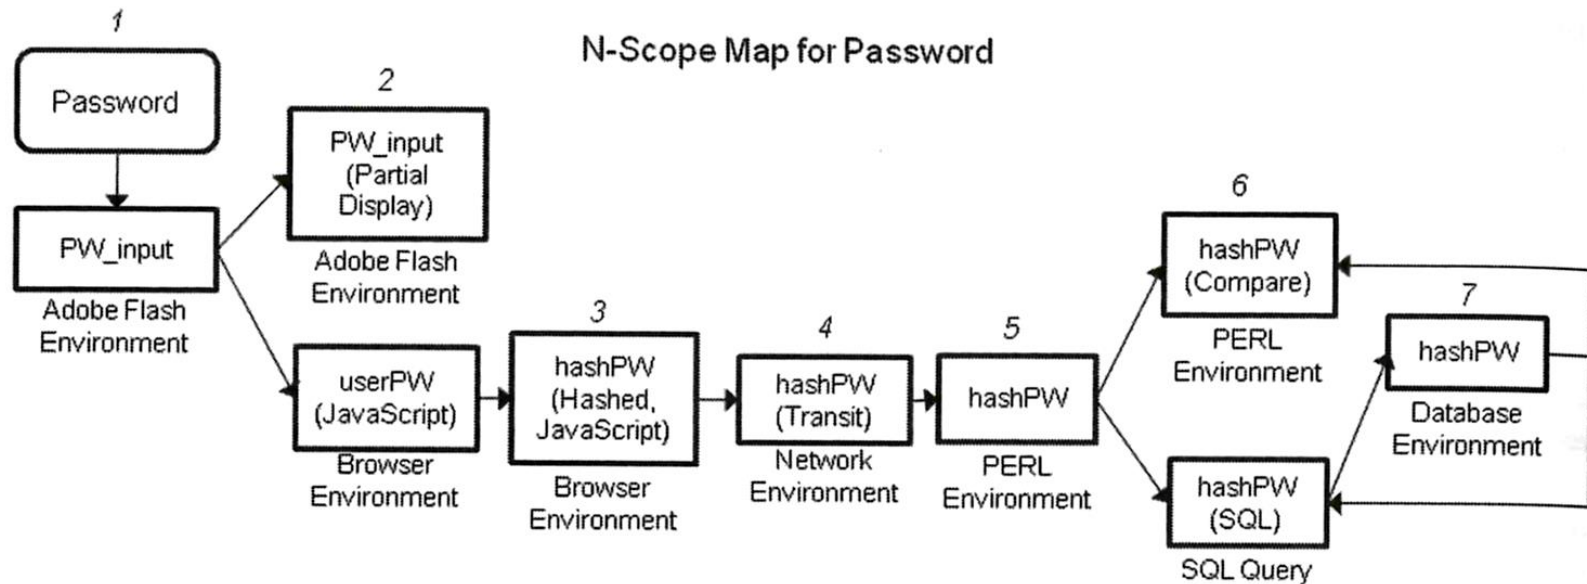 N-Scope Map for Password
1
Password
PW_input
Adobe Flash
Environment
2
PW_input
(Partial
Display)
Adobe Flash
Environment
userPW
(JavaScript)
Browser
Environment
3
hashPW
(Hashed,
JavaScript)
Browser
Environment
4
hashPW
(Transit)
Network
Environment
5
hashPW
PERL
Environment
6
hashPW
(Compare)
PERL
Environment
7
hashPW
Database
Environment
hashPW
(SQL)
SQL Query